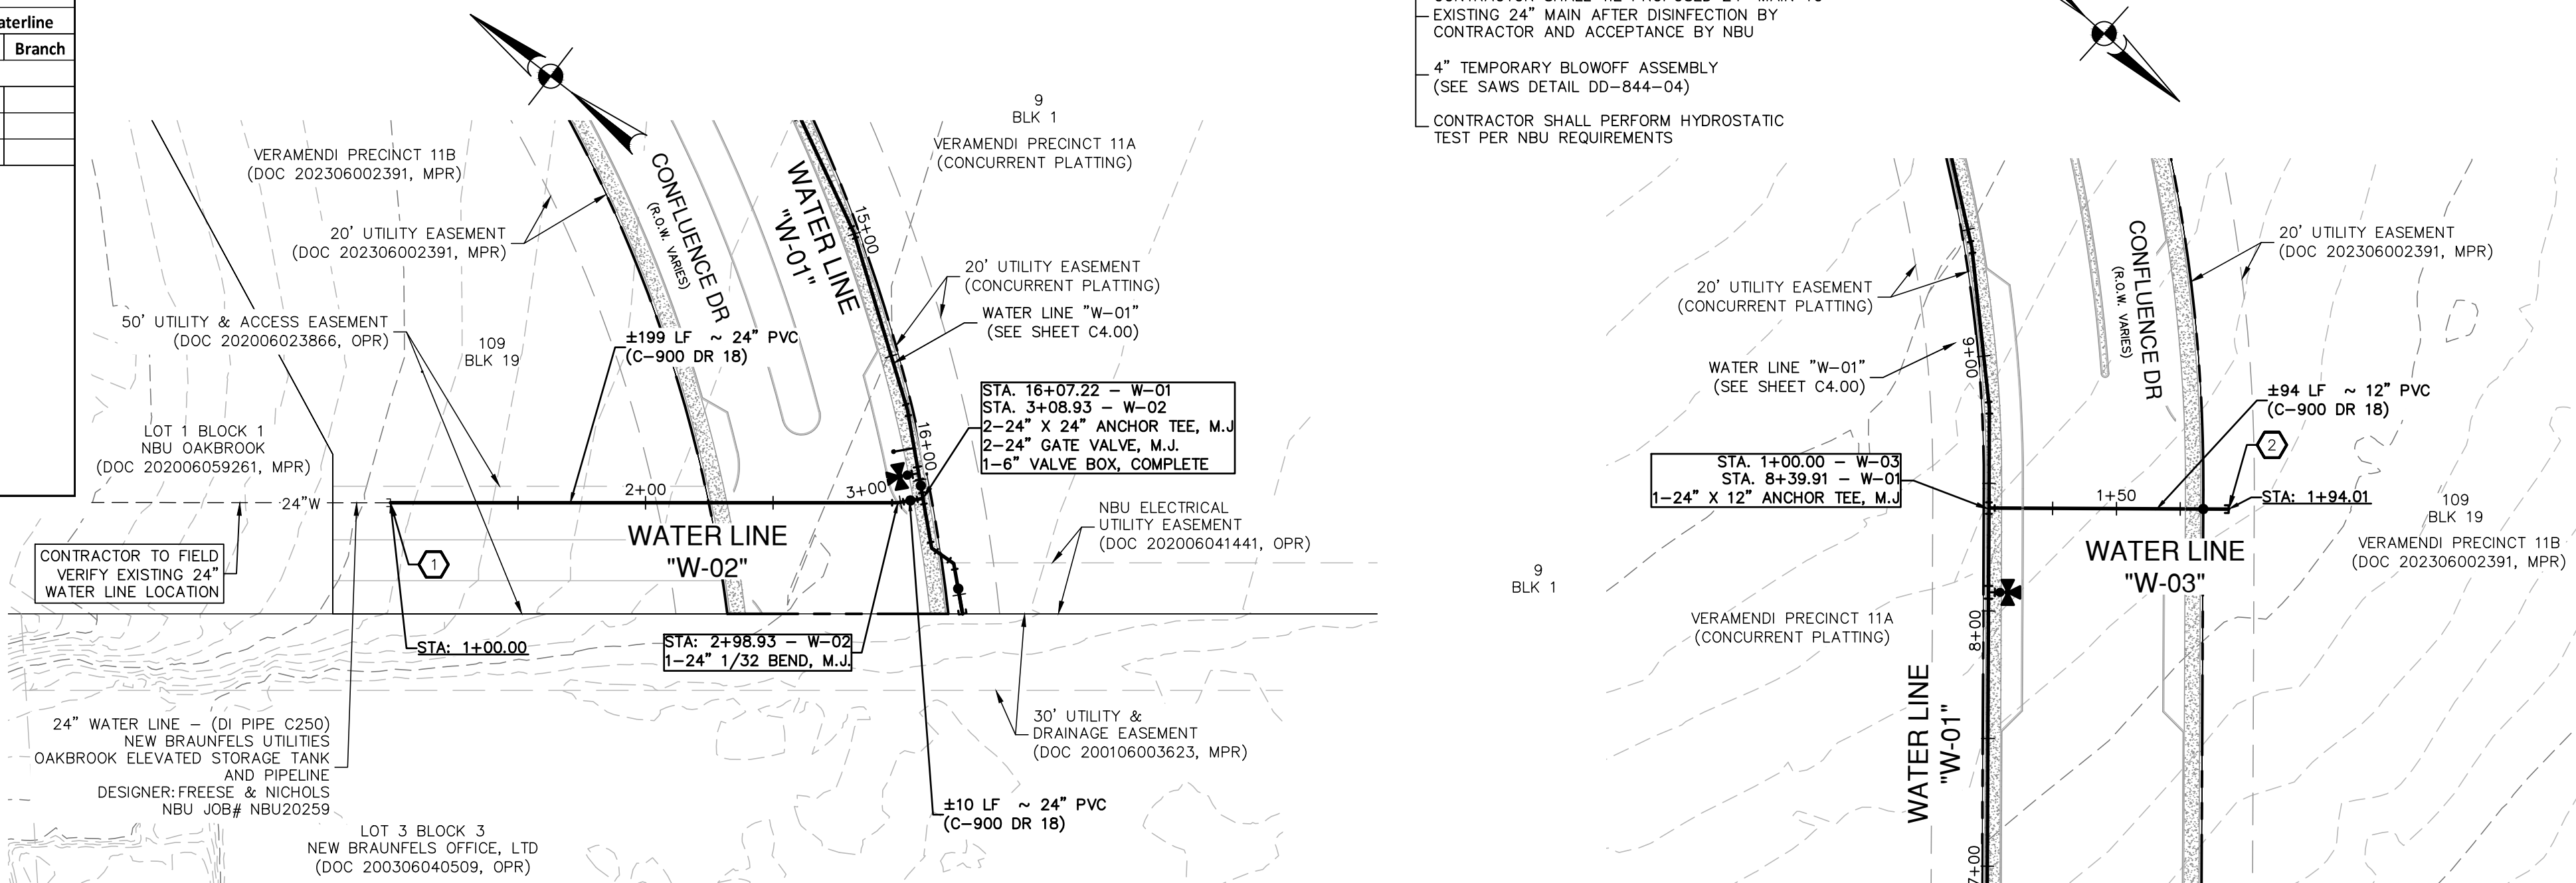 aterline
Branch
EXISTING 24" MAIN AFTER DISINFECTION BY
CONTRACTOR AND ACCEPTANCE BY NBU
4" TEMPORARY BLOWOFF ASSEMBLY
(SEE SAWS DETAIL DD-844-04)
CONTRACTOR SHALL PERFORM HYDROSTATIC
TEST PER NBU REQUIREMENTS
9
BLK 1
VERAMENDI PRECINCT 11A
(CONCURRENT PLATTING)
VERAMENDI PRECINCT 11B
(DOC 202306002391, MPR)
20' UTILITY EASEMENT
(DOC 202306002391, MPR)
CONFLUENCE DR
(R.O.W. VARIES)
WATER LINE
"W-01"
15+00
20' UTILITY EASEMENT
(CONCURRENT PLATTING)
WATER LINE "W-01"
(SEE SHEET C4.00)
50' UTILITY & ACCESS EASEMENT
(DOC 202006023866, OPR)
109
BLK 19
±199 LF ~ 24" PVC
(C-900 DR 18)
STA. 16+07.22 - W-01
STA. 3+08.93 - W-02
2-24" X 24" ANCHOR TEE, M.J
2-24" GATE VALVE, M.J.
1-6" VALVE BOX, COMPLETE
16+00
LOT 1 BLOCK 1
NBU OAKBROOK
(DOC 202006059261, MPR)
24"W
2+00
3+00
WATER LINE
"W-02"
NBU ELECTRICAL
UTILITY EASEMENT
(DOC 202006041441, OPR)
CONTRACTOR TO FIELD
VERIFY EXISTING 24"
WATER LINE LOCATION
1
STA: 1+00.00
STA: 2+98.93 - W-02
1-24" 1/32 BEND, M.J.
24" WATER LINE - (DI PIPE C250)
NEW BRAUNFELS UTILITIES
OAKBROOK ELEVATED STORAGE TANK
AND PIPELINE
DESIGNER:FREESE & NICHOLS
NBU JOB# NBU20259
30' UTILITY &
DRAINAGE EASEMENT
(DOC 200106003623, MPR)
±10 LF ~ 24" PVC
(C-900 DR 18)
LOT 3 BLOCK 3
NEW BRAUNFELS OFFICE, LTD
(DOC 200306040509, OPR)
20' UTILITY EASEMENT
(CONCURRENT PLATTING)
WATER LINE "W-01"
(SEE SHEET C4.00)
9+00
CONFLUENCE DR
(R.O.W. VARIES)
20' UTILITY EASEMENT
(DOC 202306002391, MPR)
±94 LF ~ 12" PVC
(C-900 DR 18)
2
STA. 1+00.00 - W-03
STA. 8+39.91 - W-01
1-24" X 12" ANCHOR TEE, M.J
1+50
STA: 1+94.01
109
BLK 19
VERAMENDI PRECINCT 11B
(DOC 202306002391, MPR)
WATER LINE
"W-03"
9
BLK 1
VERAMENDI PRECINCT 11A
(CONCURRENT PLATTING)
8+00
WATER LINE
"W-01"
7+00